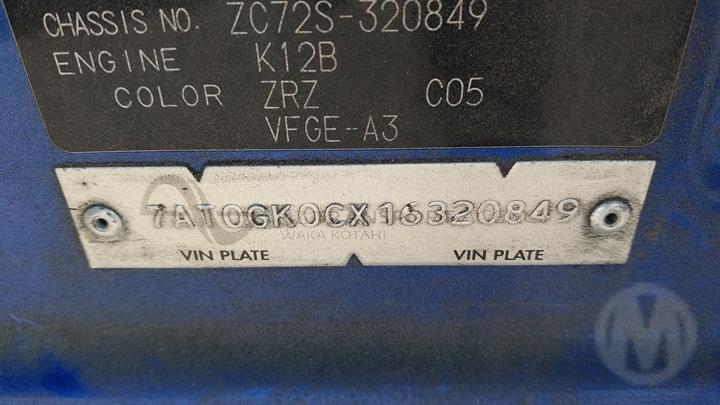 CHASSIS NO. ZC72S-320849
ENGINE K12B
COLOR ZRZ C05
VFGE-A3
7AT0GK0CX16320849
WAKA KOTAHI
VIN PLATE VIN PLATE
M